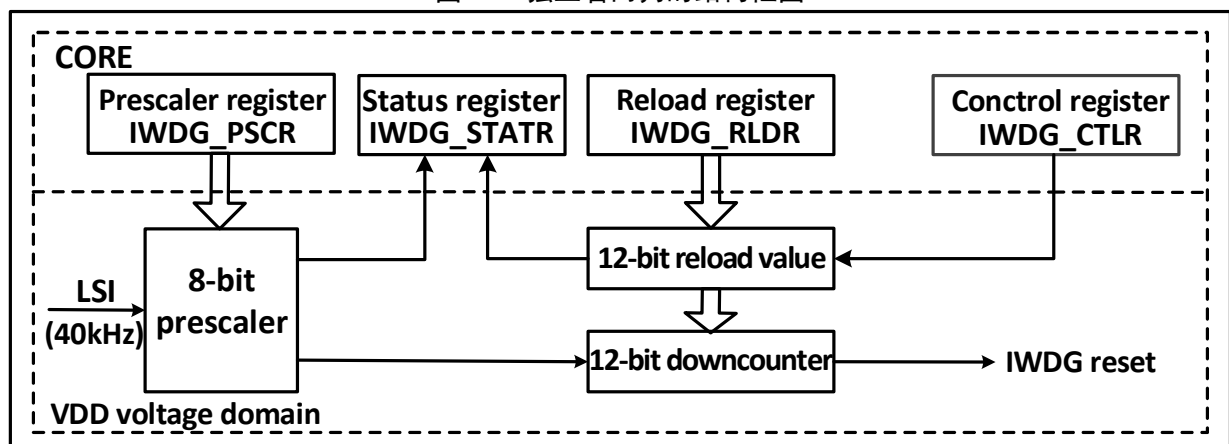 CORE
Prescaler register
IWDG_PSCR
Status register
IWDG_STATR
Reload register
IWDG_RLDR
Conctrol register
IWDG_CTLR
8-bit
prescaler
LSI
(40kHz)
12-bit reload value
12-bit downcounter
IWDG reset
VDD voltage domain